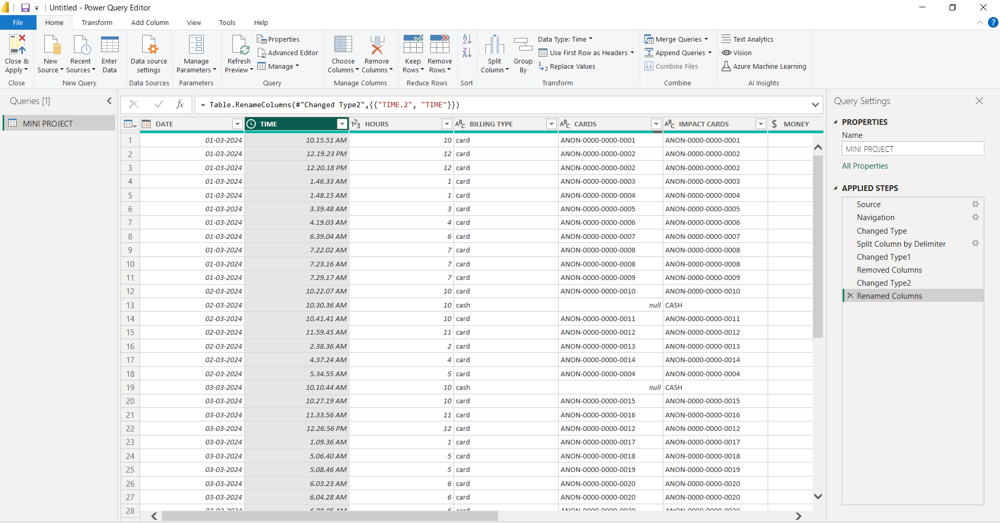 Untitled - Power Query Editor
File Home Transform Add Column View Tools Help
Close & Apply
New Source
Recent Sources
Enter Data
Data source settings
Manage Parameters
Refresh Preview
Properties
Advanced Editor
Manage
Choose Columns
Remove Columns
Keep Rows
Remove Rows
Split Column
Group By
Data Type: Time
Use First Row as Headers
Replace Values
Merge Queries
Append Queries
Combine Files
Text Analytics
Vision
Azure Machine Learning
Close New Query Data Sources Parameters Query Manage Columns Reduce Rows Sort Transform Combine AI Insights
Queries [1]
MINI PROJECT
fx
= Table.RenameColumns(#"Changed Type2",{{"TIME.2", "TIME"}})
DATE TIME 123 HOURS ABC BILLING TYPE ABC CARDS ABC IMPACT CARDS $ MONEY
1 01-03-2024 10.15.51 AM 10 card ANON-0000-0000-0001 ANON-0000-0000-0001
2 01-03-2024 12.19.23 PM 12 card ANON-0000-0000-0002 ANON-0000-0000-0002
3 01-03-2024 12.20.18 PM 12 card ANON-0000-0000-0002 ANON-0000-0000-0002
4 01-03-2024 1.46.33 AM 1 card ANON-0000-0000-0003 ANON-0000-0000-0003
5 01-03-2024 1.48.15 AM 1 card ANON-0000-0000-0004 ANON-0000-0000-0004
6 01-03-2024 3.39.48 AM 3 card ANON-0000-0000-0005 ANON-0000-0000-0005
7 01-03-2024 4.19.03 AM 4 card ANON-0000-0000-0006 ANON-0000-0000-0006
8 01-03-2024 6.39.04 AM 6 card ANON-0000-0000-0007 ANON-0000-0000-0007
9 01-03-2024 7.22.02 AM 7 card ANON-0000-0000-0008 ANON-0000-0000-0008
10 01-03-2024 7.23.16 AM 7 card ANON-0000-0000-0008 ANON-0000-0000-0008
11 01-03-2024 7.29.17 AM 7 card ANON-0000-0000-0009 ANON-0000-0000-0009
12 02-03-2024 10.22.07 AM 10 card ANON-0000-0000-0010 ANON-0000-0000-0010
13 02-03-2024 10.30.36 AM 10 cash null CASH
14 02-03-2024 10.41.41 AM 10 card ANON-0000-0000-0011 ANON-0000-0000-0011
15 02-03-2024 11.59.45 AM 11 card ANON-0000-0000-0012 ANON-0000-0000-0012
16 02-03-2024 2.38.36 AM 2 card ANON-0000-0000-0013 ANON-0000-0000-0013
17 02-03-2024 4.37.24 AM 4 card ANON-0000-0000-0014 ANON-0000-0000-0014
18 02-03-2024 5.34.55 AM 5 card ANON-0000-0000-0004 ANON-0000-0000-0004
19 03-03-2024 10.10.44 AM 10 cash null CASH
20 03-03-2024 10.27.19 AM 10 card ANON-0000-0000-0015 ANON-0000-0000-0015
21 03-03-2024 11.33.56 AM 11 card ANON-0000-0000-0016 ANON-0000-0000-0016
22 03-03-2024 12.26.56 PM 12 card ANON-0000-0000-0012 ANON-0000-0000-0012
23 03-03-2024 1.09.36 AM 1 card ANON-0000-0000-0017 ANON-0000-0000-0017
24 03-03-2024 5.06.40 AM 5 card ANON-0000-0000-0018 ANON-0000-0000-0018
25 03-03-2024 5.08.46 AM 5 card ANON-0000-0000-0019 ANON-0000-0000-0019
26 03-03-2024 6.03.23 AM 6 card ANON-0000-0000-0020 ANON-0000-0000-0020
27 03-03-2024 6.04.28 AM 6 card ANON-0000-0000-0020 ANON-0000-0000-0020
28
Query Settings
PROPERTIES
Name
MINI PROJECT
All Properties
APPLIED STEPS
Source
Navigation
Changed Type
Split Column by Delimiter
Changed Type1
Removed Columns
Changed Type2
Renamed Columns